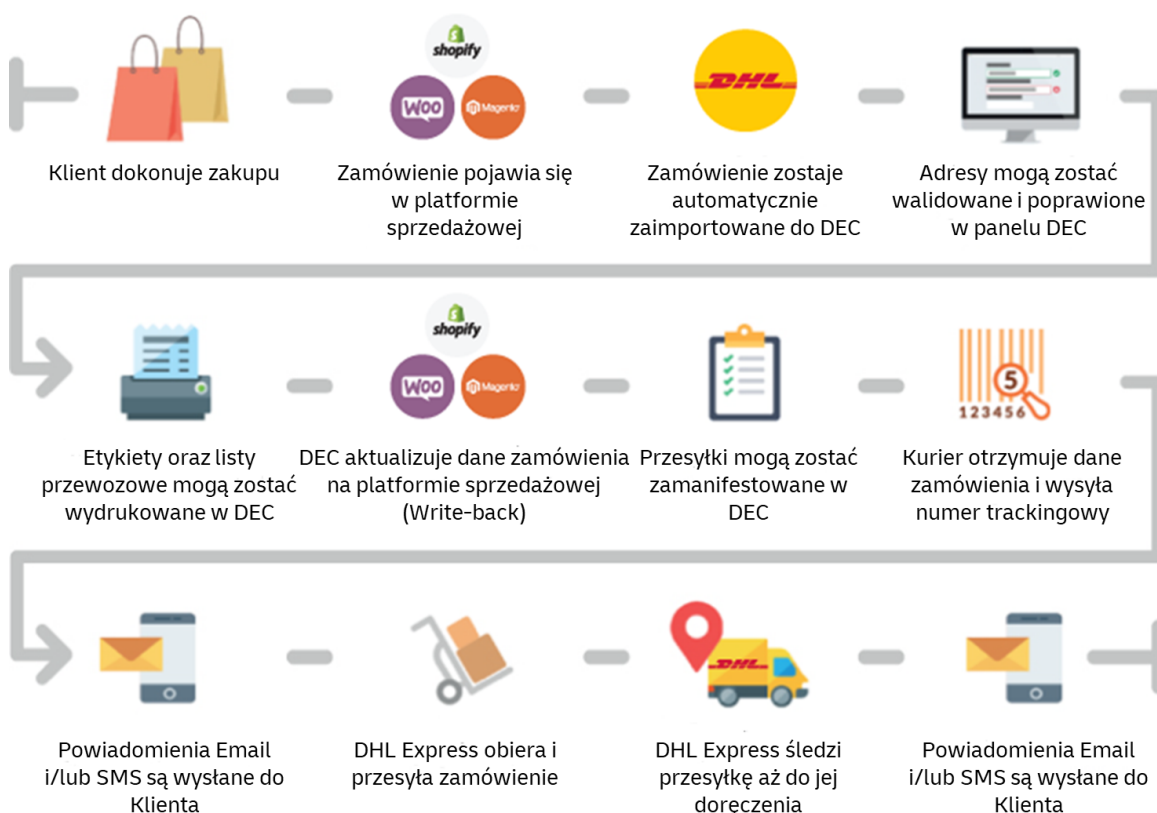 shopify
WOO
Magento
DHL
Klient dokonuje zakupu
Zamówienie pojawia się
w platformie
sprzedażowej
Zamówienie zostaje
automatycznie
zaimportowane do DEC
Adresy mogą zostać
walidowane i poprawione
w panelu DEC
shopify
WOO
Magento
5
123456
Etykiety oraz listy
przewozowe mogą zostać
wydrukowane w DEC
DEC aktualizuje dane zamówienia
na platformie sprzedażowej
(Write-back)
Przesyłki mogą zostać
zamanifestowane w
DEC
Kurier otrzymuje dane
zamówienia i wysyła
numer trackingowy
DHL
Powiadomienia Email
i/lub SMS są wysłane do
Klienta
DHL Express obiera i
przesyła zamówienie
DHL Express śledzi
przesyłkę aż do jej
doręczenia
Powiadomienia Email
i/lub SMS są wysłane do
Klienta